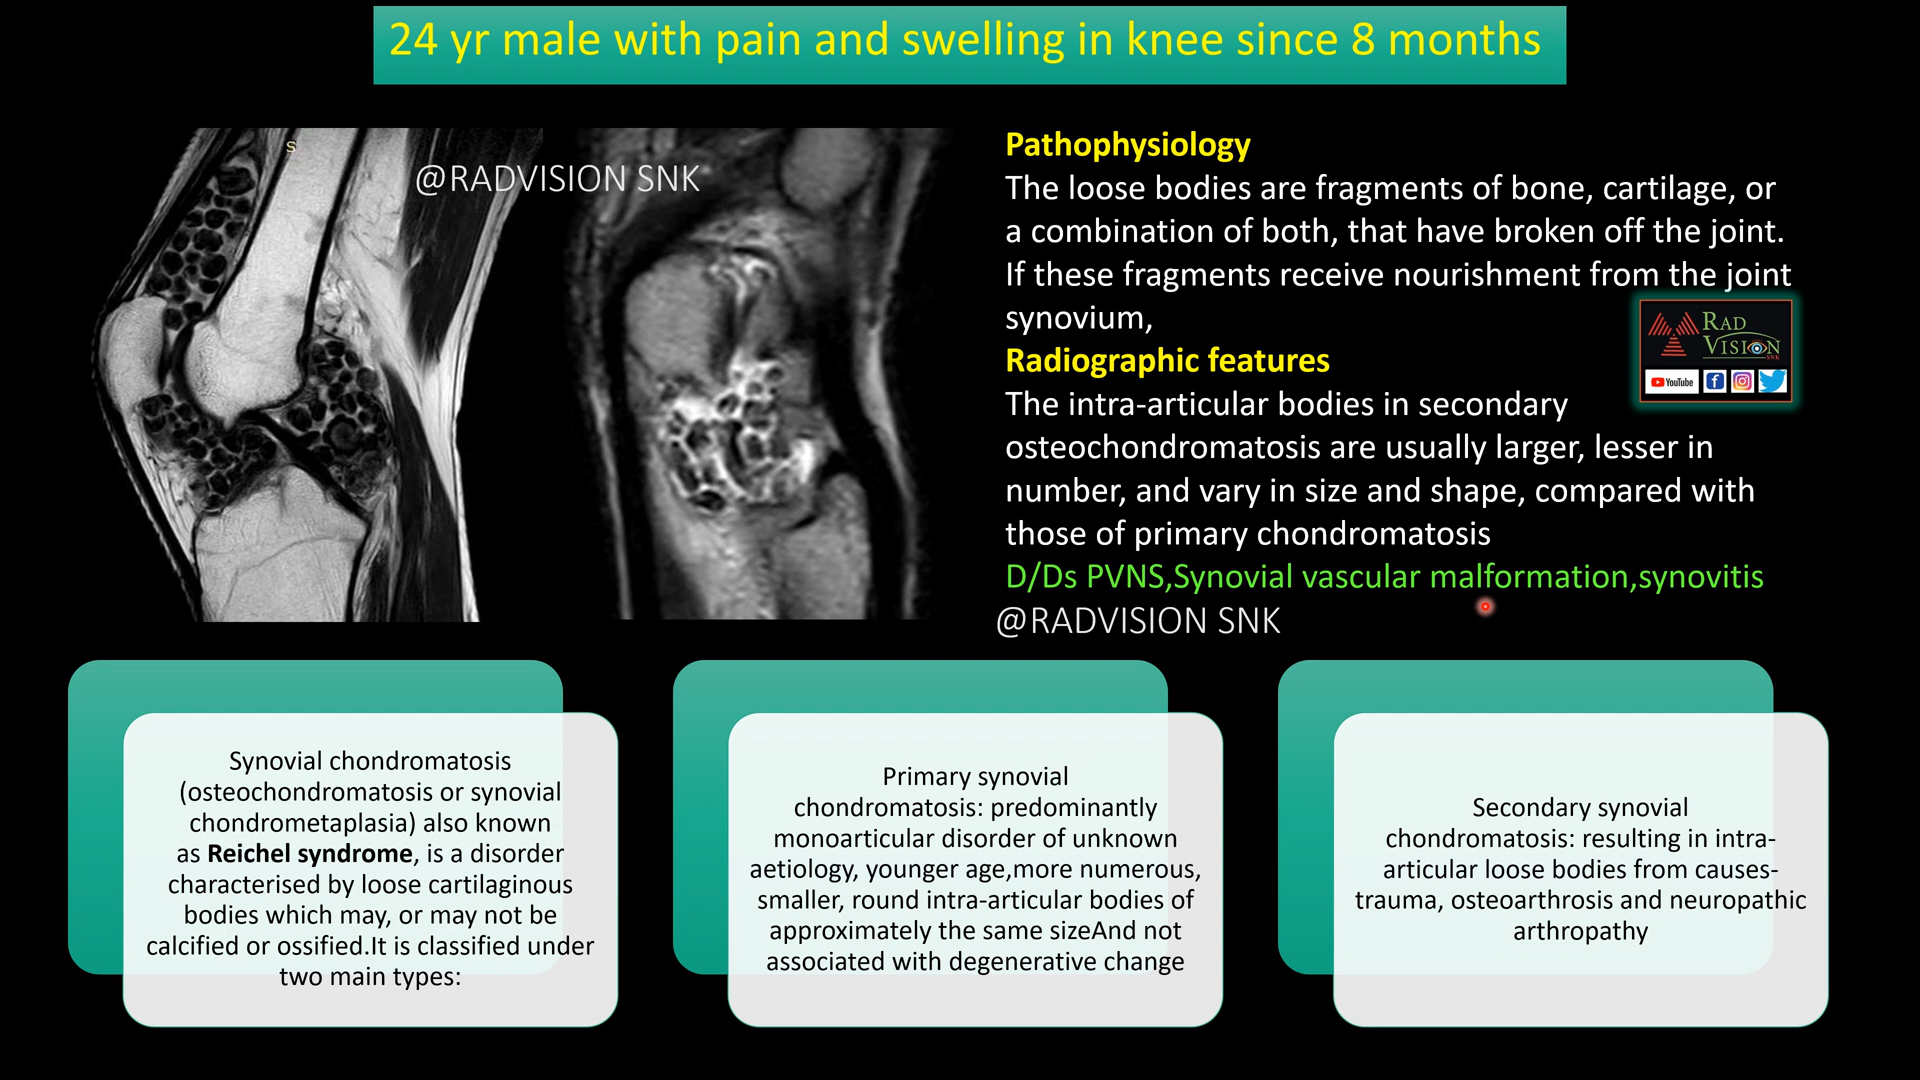 24 yr male with pain and swelling in knee since 8 months
S
@RADVISION SNK
Pathophysiology
The loose bodies are fragments of bone, cartilage, or
a combination of both, that have broken off the joint.
If these fragments receive nourishment from the joint
synovium,
Radiographic features
The intra-articular bodies in secondary
osteochondromatosis are usually larger, lesser in
number, and vary in size and shape, compared with
those of primary chondromatosis
D/Ds PVNS,Synovial vascular malformation,synovitis
@RADVISION SNK
RAD
VISION
SNK
YouTube
Synovial chondromatosis
(osteochondromatosis or synovial
chondrometaplasia) also known
as Reichel syndrome, is a disorder
characterised by loose cartilaginous
bodies which may, or may not be
calcified or ossified.It is classified under
two main types:
Primary synovial
chondromatosis: predominantly
monoarticular disorder of unknown
aetiology, younger age,more numerous,
smaller, round intra-articular bodies of
approximately the same sizeAnd not
associated with degenerative change
Secondary synovial
chondromatosis: resulting in intra-
articular loose bodies from causes-
trauma, osteoarthrosis and neuropathic
arthropathy